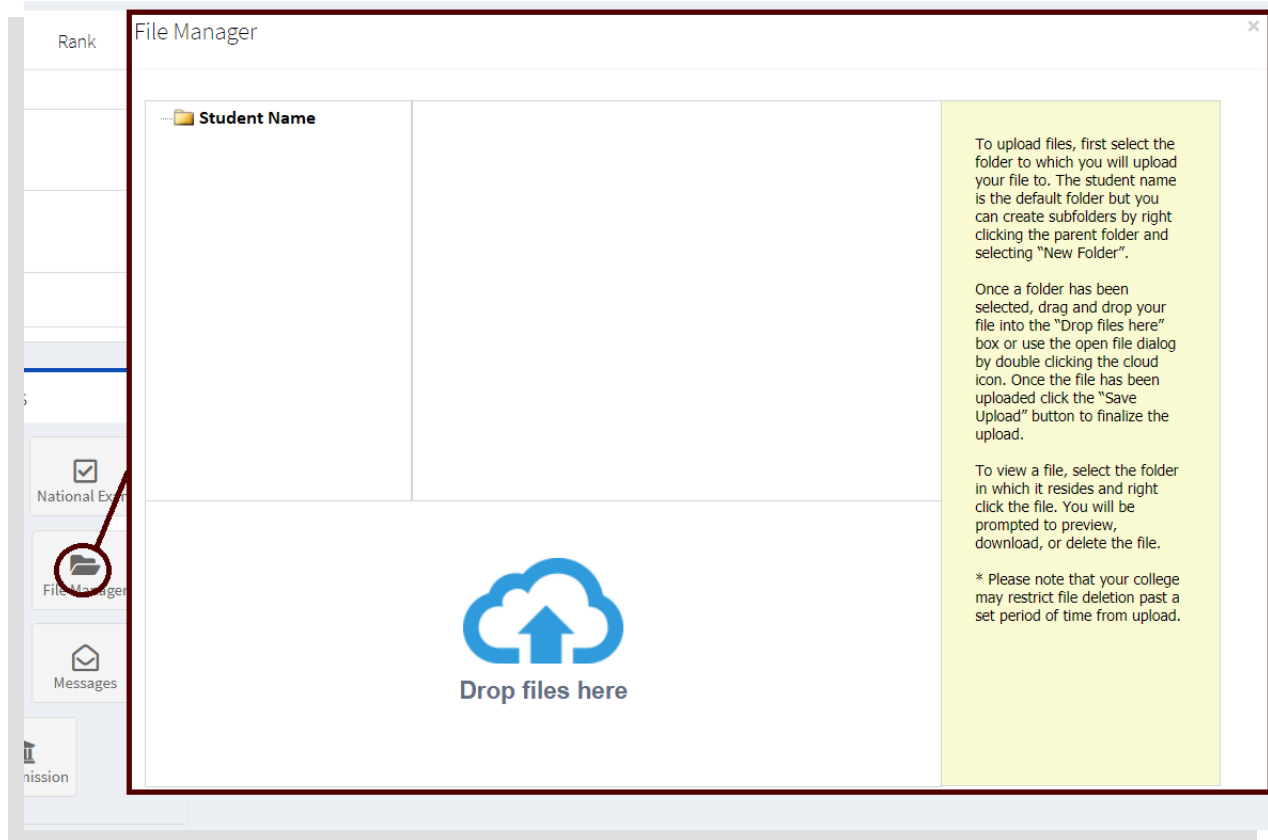 Rank
File Manager
×
Student Name
To upload files, first select the
folder to which you will upload
your file to. The student name
is the default folder but you
can create subfolders by right
clicking the parent folder and
selecting “New Folder”.
Once a folder has been
selected, drag and drop your
file into the “Drop files here”
box or use the open file dialog
by double clicking the cloud
icon. Once the file has been
uploaded click the “Save
Upload” button to finalize the
upload.
To view a file, select the folder
in which it resides and right
click the file. You will be
prompted to preview,
download, or delete the file.
* Please note that your college
may restrict file deletion past a
set period of time from upload.
National Exam
File Manager
Messages
Drop files here